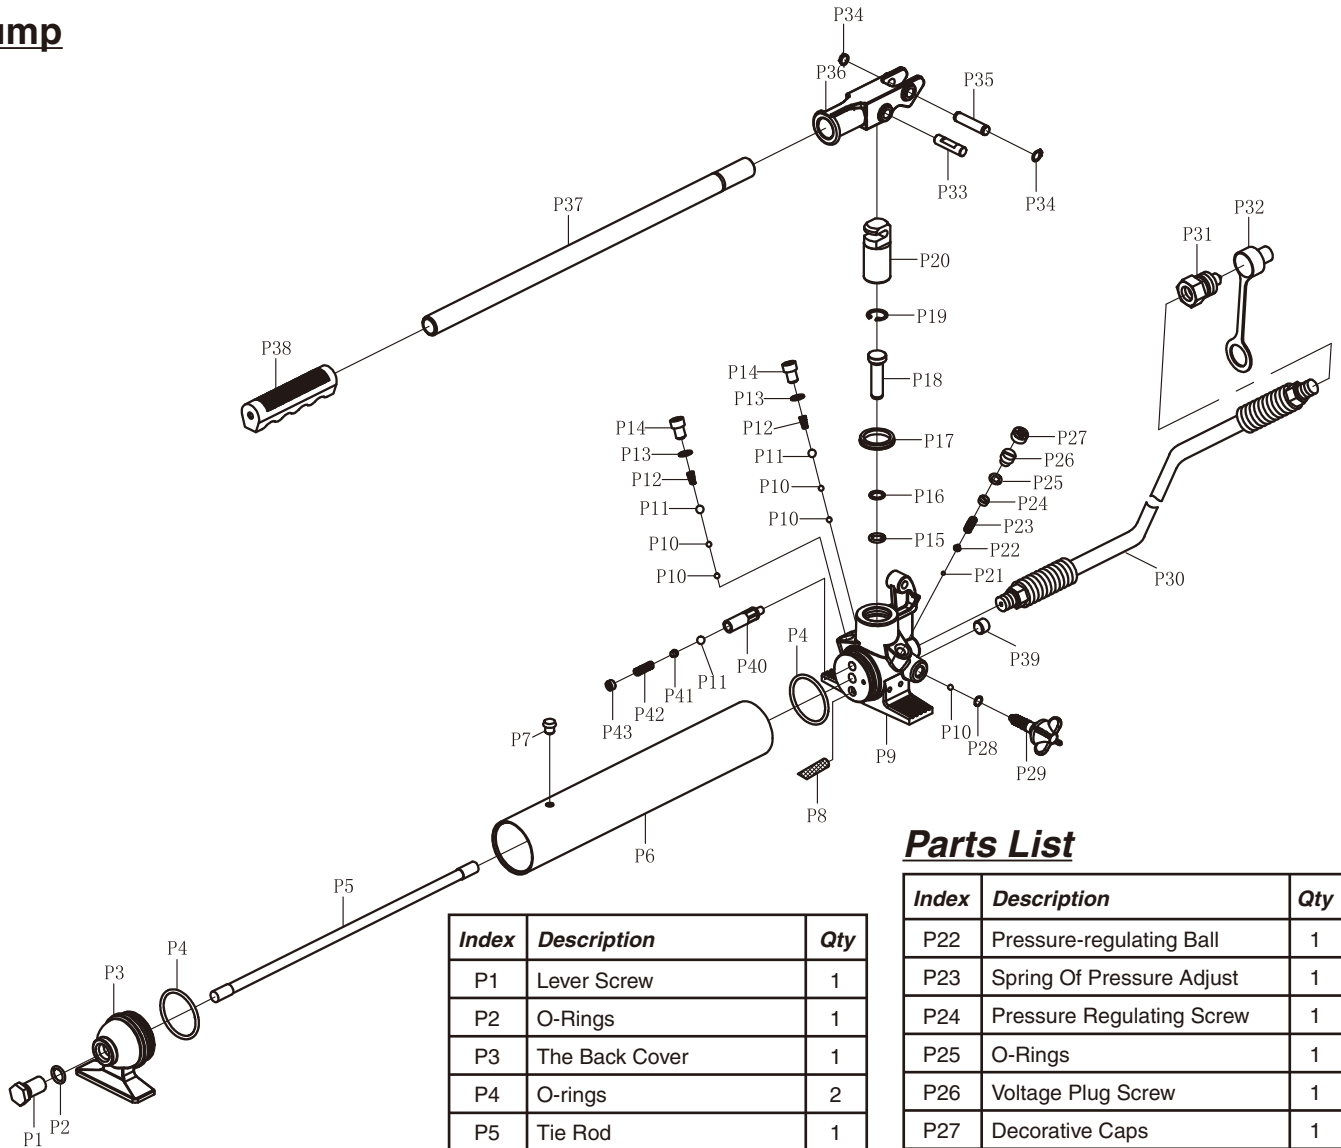 ump
P34
P36
P35
P33
P34
P37
P32
P31
P20
P19
P38
P14
P18
P13
P12
P14
P17
P27
P13
P11
P26
P12
P25
P10
P16
P24
P11
P23
P10
P10
P15
P22
P10
P21
P30
P4
P40
P39
P11
P41
P42
P43
P7
P10
P28
P9
P29
P8
P6
P5
P4
P3
P2
P1
Index Description Qty
P1 Lever Screw 1
P2 O-Rings 1
P3 The Back Cover 1
P4 O-rings 2
P5 Tie Rod 1
Parts List
Index Description Qty
P22 Pressure-regulating Ball 1
P23 Spring Of Pressure Adjust 1
P24 Pressure Regulating Screw 1
P25 O-Rings 1
P26 Voltage Plug Screw 1
P27 Decorative Caps 1